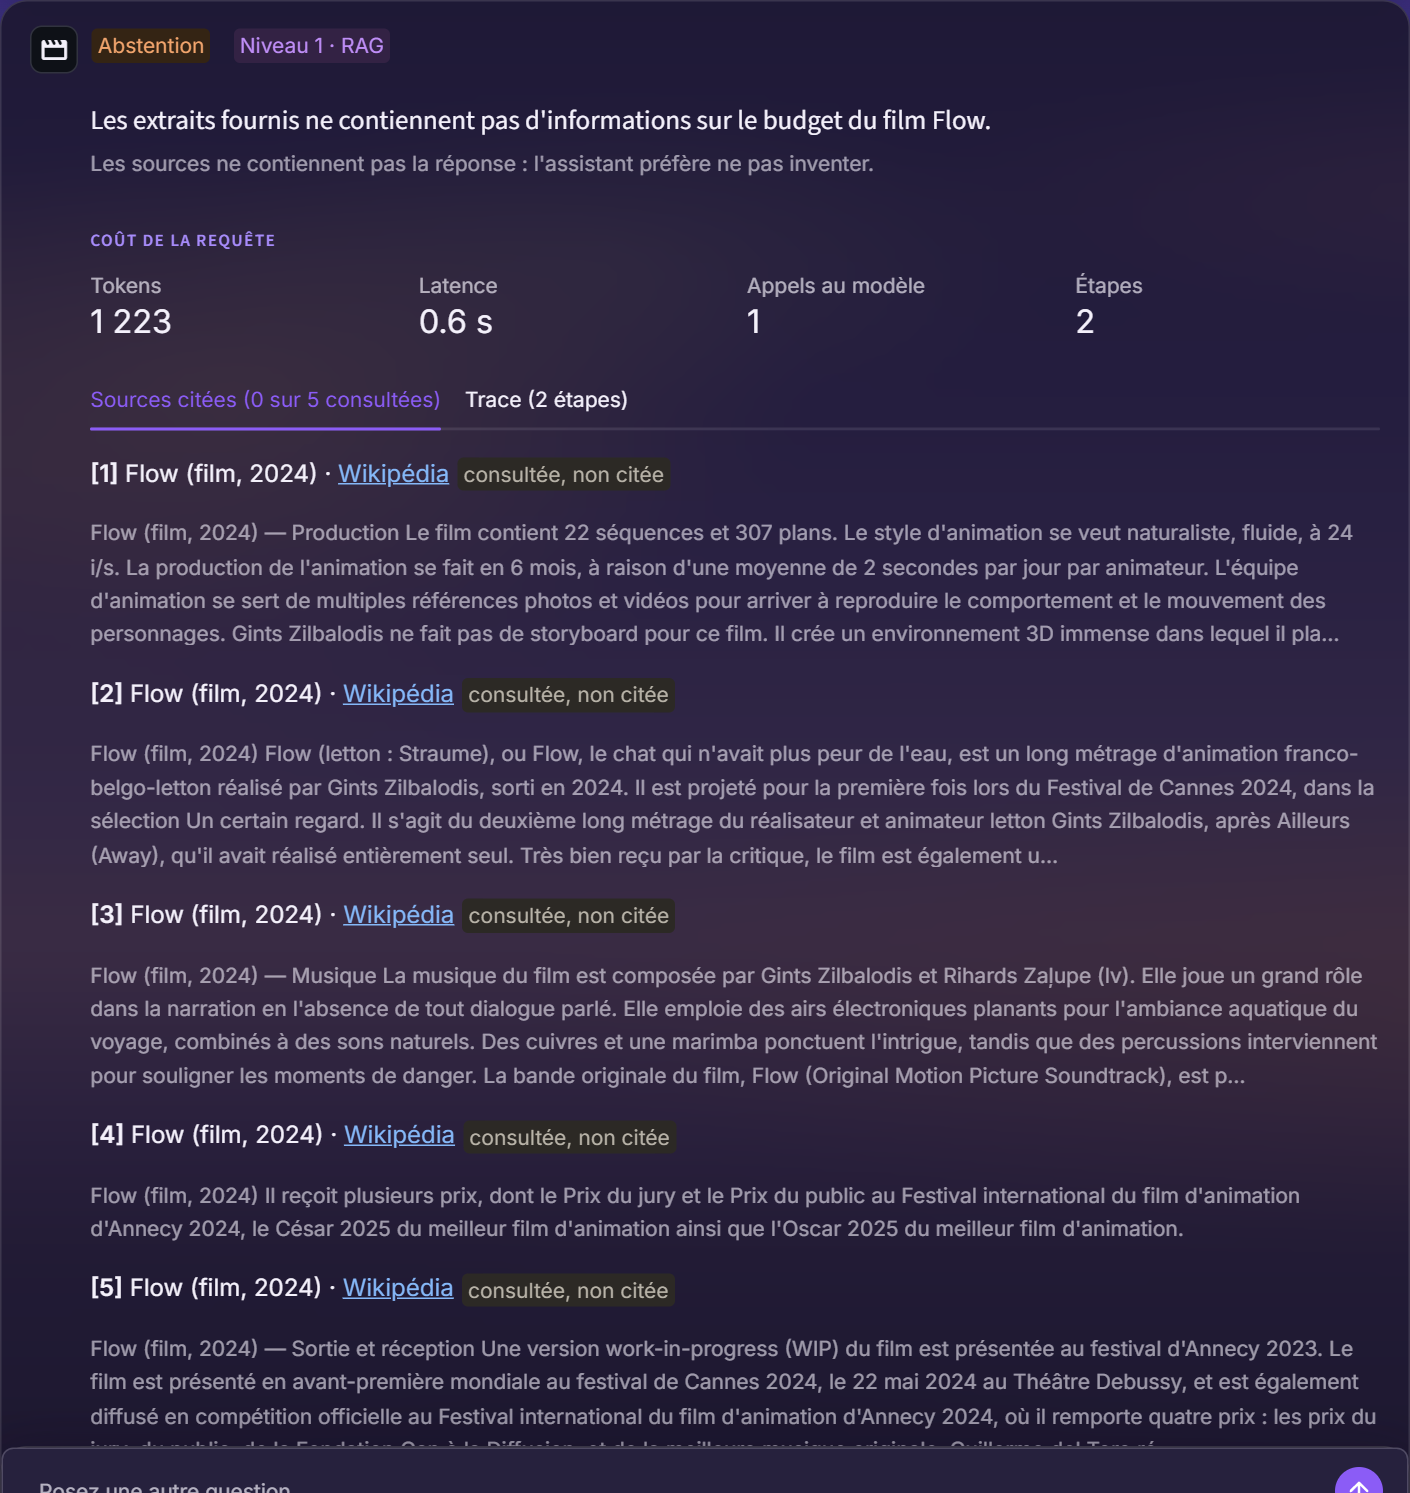 Abstention
Niveau 1 · RAG
Les extraits fournis ne contiennent pas d'informations sur le budget du film Flow.
Les sources ne contiennent pas la réponse : l'assistant préfère ne pas inventer.
COÛT DE LA REQUÊTE
Tokens
1 223
Latence
0.6 s
Appels au modèle
1
Étapes
2
Sources citées (0 sur 5 consultées)
Trace (2 étapes)
[1] Flow (film, 2024) · Wikipédia consultée, non citée
Flow (film, 2024) — Production Le film contient 22 séquences et 307 plans. Le style d'animation se veut naturaliste, fluide, à 24
i/s. La production de l'animation se fait en 6 mois, à raison d'une moyenne de 2 secondes par jour par animateur. L'équipe
d'animation se sert de multiples références photos et vidéos pour arriver à reproduire le comportement et le mouvement des
personnages. Gints Zilbalodis ne fait pas de storyboard pour ce film. Il crée un environnement 3D immense dans lequel il pla...
[2] Flow (film, 2024) · Wikipédia consultée, non citée
Flow (film, 2024) Flow (letton : Straume), ou Flow, le chat qui n'avait plus peur de l'eau, est un long métrage d'animation franco-
belgo-letton réalisé par Gints Zilbalodis, sorti en 2024. Il est projeté pour la première fois lors du Festival de Cannes 2024, dans la
sélection Un certain regard. Il s'agit du deuxième long métrage du réalisateur et animateur letton Gints Zilbalodis, après Ailleurs
(Away), qu'il avait réalisé entièrement seul. Très bien reçu par la critique, le film est également u...
[3] Flow (film, 2024) · Wikipédia consultée, non citée
Flow (film, 2024) — Musique La musique du film est composée par Gints Zilbalodis et Rihards Zaļupe (lv). Elle joue un grand rôle
dans la narration en l'absence de tout dialogue parlé. Elle emploie des airs électroniques planants pour l'ambiance aquatique du
voyage, combinés à des sons naturels. Des cuivres et une marimba ponctuent l'intrigue, tandis que des percussions interviennent
pour souligner les moments de danger. La bande originale du film, Flow (Original Motion Picture Soundtrack), est p...
[4] Flow (film, 2024) · Wikipédia consultée, non citée
Flow (film, 2024) Il reçoit plusieurs prix, dont le Prix du jury et le Prix du public au Festival international du film d'animation
d'Annecy 2024, le César 2025 du meilleur film d'animation ainsi que l'Oscar 2025 du meilleur film d'animation.
[5] Flow (film, 2024) · Wikipédia consultée, non citée
Flow (film, 2024) — Sortie et réception Une version work-in-progress (WIP) du film est présentée au festival d'Annecy 2023. Le
film est présenté en avant-première mondiale au festival de Cannes 2024, le 22 mai 2024 au Théâtre Debussy, et est également
diffusé en compétition officielle au Festival international du film d'animation d'Annecy 2024, où il remporte quatre prix : les prix du
Posez une autre question